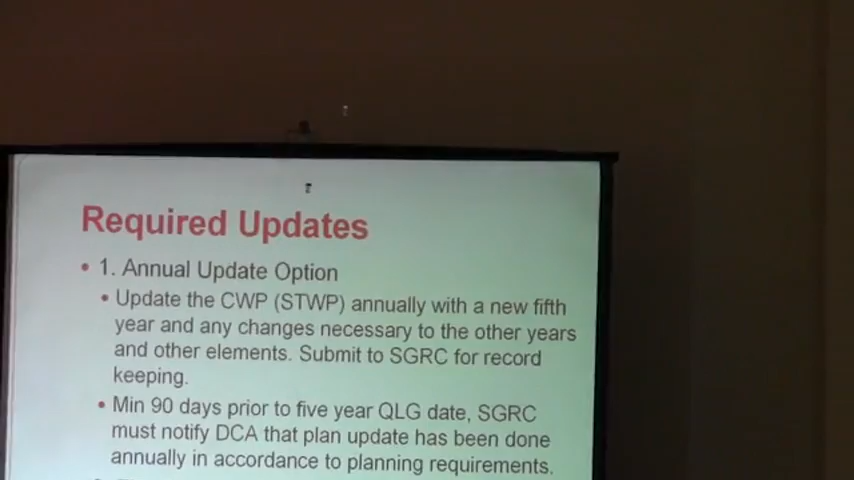 Required Updates
• 1. Annual Update Option
• Update the CWP (STWP) annually with a new fifth
year and any changes necessary to the other years
and other elements. Submit to SGRC for record
keeping.
• Min 90 days prior to five year QLG date, SGRC
must notify DCA that plan update has been done
annually in accordance to planning requirements.